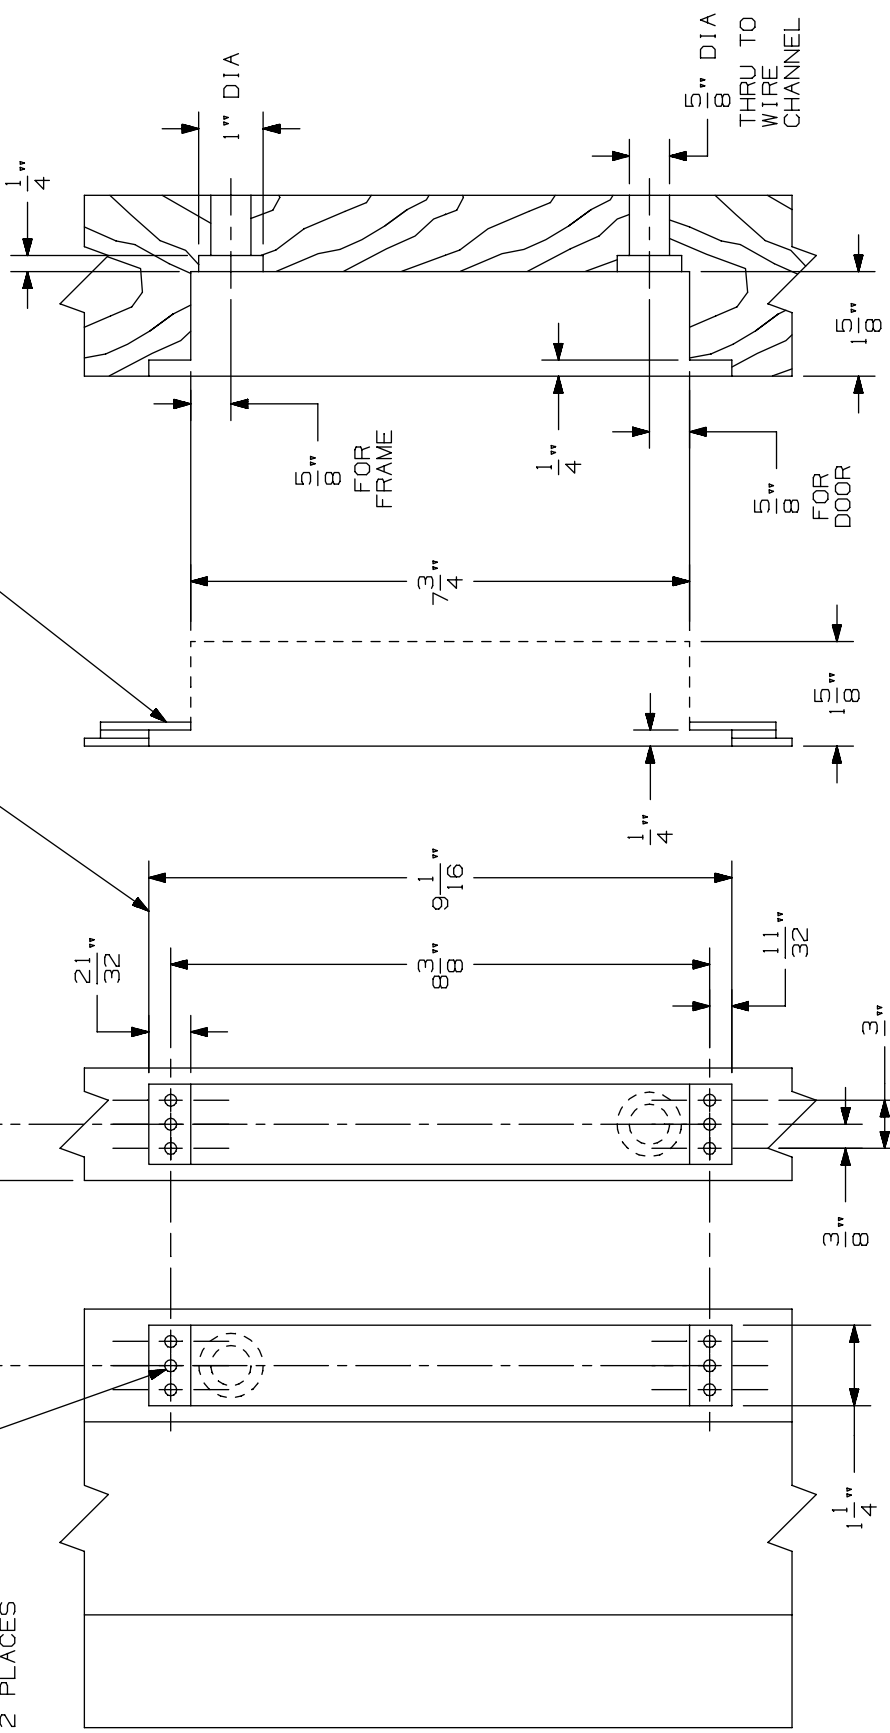 1/4"
1" DIA
5/8" DIA
THRU TO
WIRE
CHANNEL
5/8"
FOR
FRAME
1/4"
1 5/8"
5/8"
FOR
DOOR
7 3/4"
1 5/8"
1/4"
9 1/16"
8 3/8"
21/32"
11/32"
3"
3/8"
1 1/4"
2 PLACES